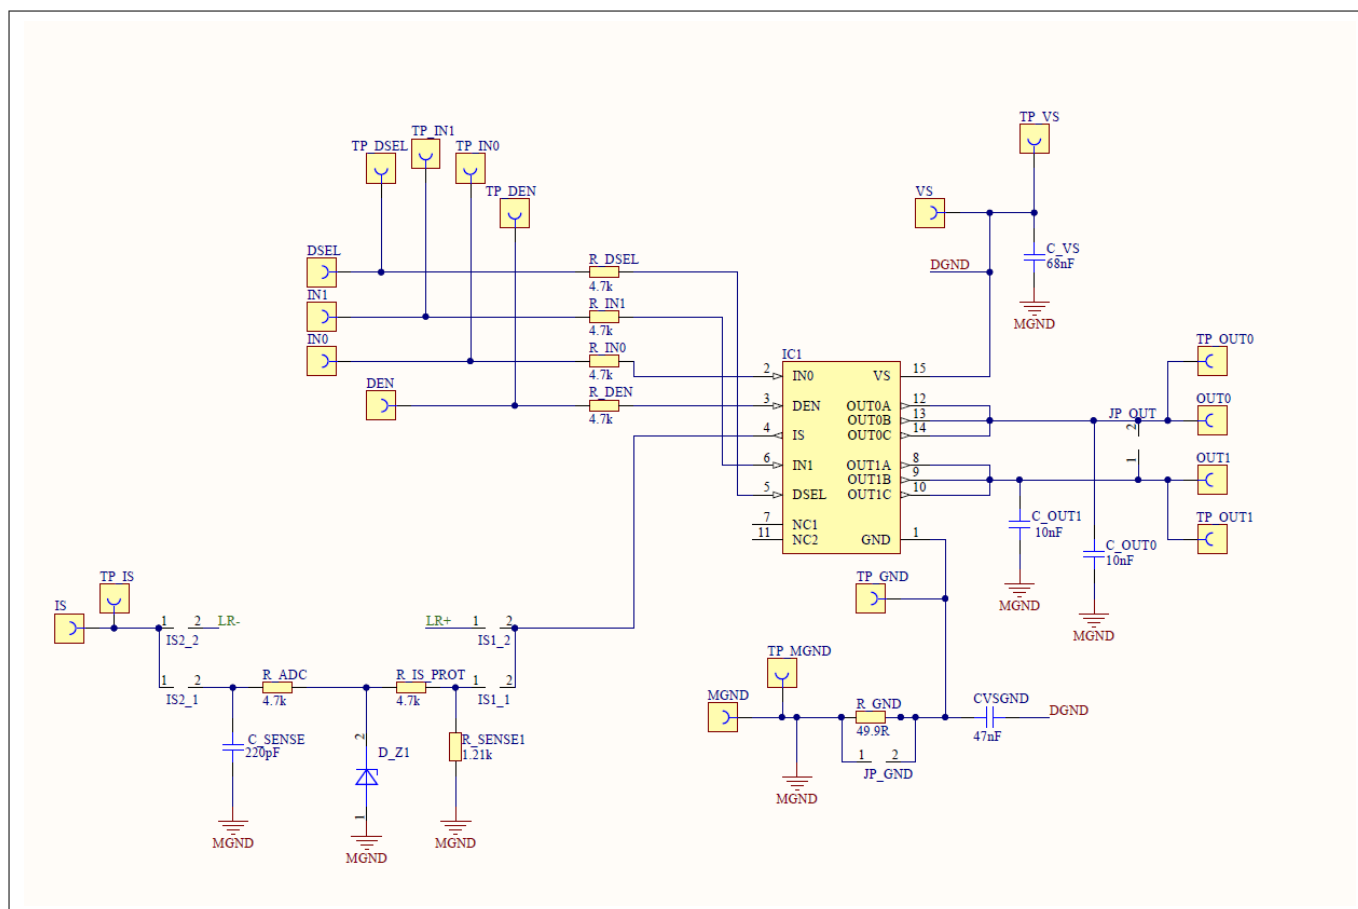 TP_VS
TP_IN1
TP_DSEL
TP_IN0
TP_DEN
VS
DSEL
R_DSEL
4.7k
DGND
C_VS
68nF
IN1
R_IN1
4.7k
MGND
IN0
R_IN0
4.7k
IC1
TP_OUT0
DEN
R_DEN
4.7k
2 IN0 VS 15
3 DEN OUT0A 12
OUT0B 13
4 IS OUT0C 14
6 IN1 OUT1A 8
OUT1B 9
5 DSEL OUT1C 10
7 NC1
11 NC2 GND 1
JP_OUT
2
1
OUT0
OUT1
TP_OUT1
C_OUT1
10nF
C_OUT0
10nF
MGND
MGND
TP_GND
TP_IS
IS
1 2 LR-
IS2_2
LR+ 1 2
IS1_2
1 2
IS2_1
R_ADC
4.7k
R_IS_PROT
4.7k
1 2
IS1_1
C_SENSE
220pF
2
D_Z1
1
R_SENSE1
1.21k
MGND
MGND
MGND
TP_MGND
MGND
R_GND
49.9R
1 2
JP_GND
CVSGND
47nF
DGND
MGND